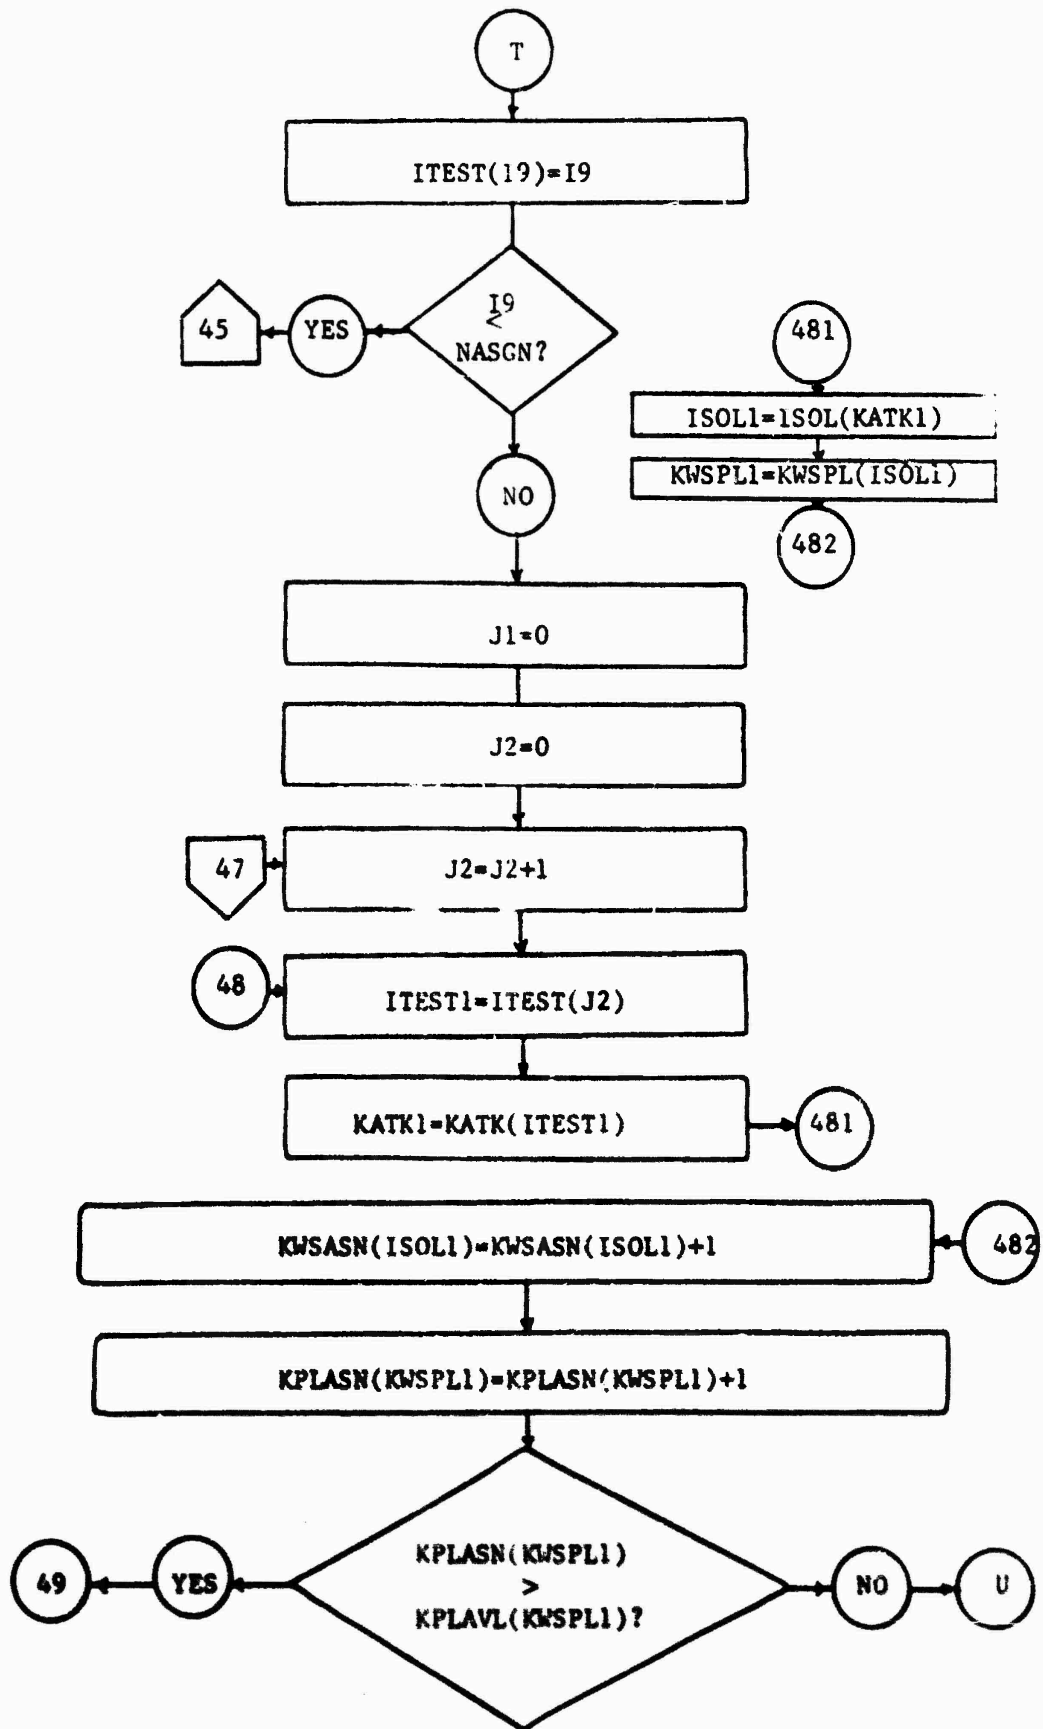 T
ITEST(19)=I9
I9
<
NASGN?
YES
45
481
ISOL1=1SOL(KATK1)
KWSPL1=KWSPL(ISOL1)
482
NO
J1=0
J2=0
47
J2=J2+1
48
ITEST1=ITEST(J2)
KATK1=KATK(ITEST1)
481
KWSASN(ISOL1)=KWSASN(ISOL1)+1
482
KPLASN(KWSPL1)=KPLASN(KWSPL1)+1
KPLASN(KWSPL1)
>
KPLAVL(KWSPL1)?
49
YES
NO
U